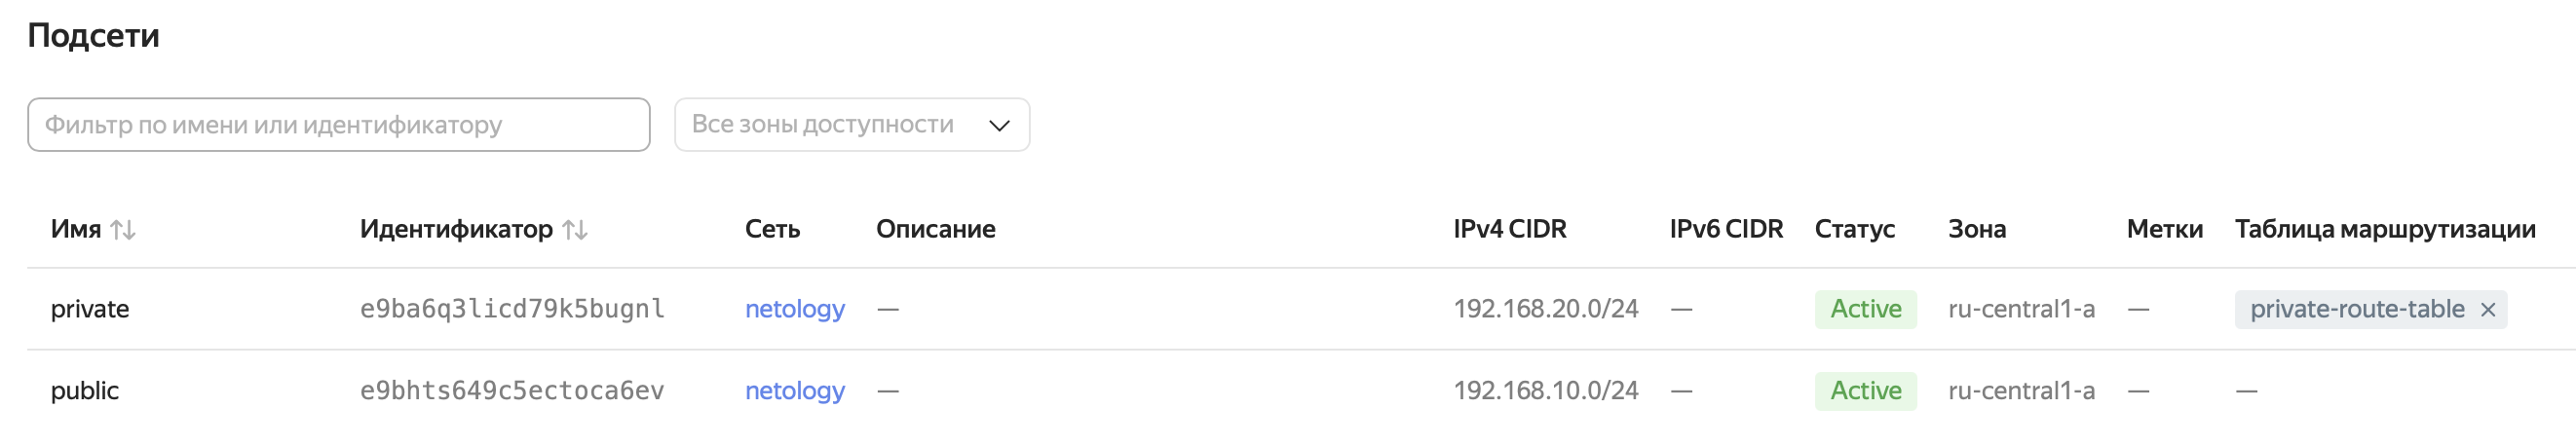 Подсети
Фильтр по имени или идентификатору Все зоны доступности
Имя Идентификатор Сеть Описание IPv4 CIDR IPv6 CIDR Статус Зона Метки Таблица маршрутизации
private e9ba6q3licd79k5bugnl netology — 192.168.20.0/24 — Active ru-central1-a — private-route-table ×
public e9bhts649c5ectoca6ev netology — 192.168.10.0/24 — Active ru-central1-a — —